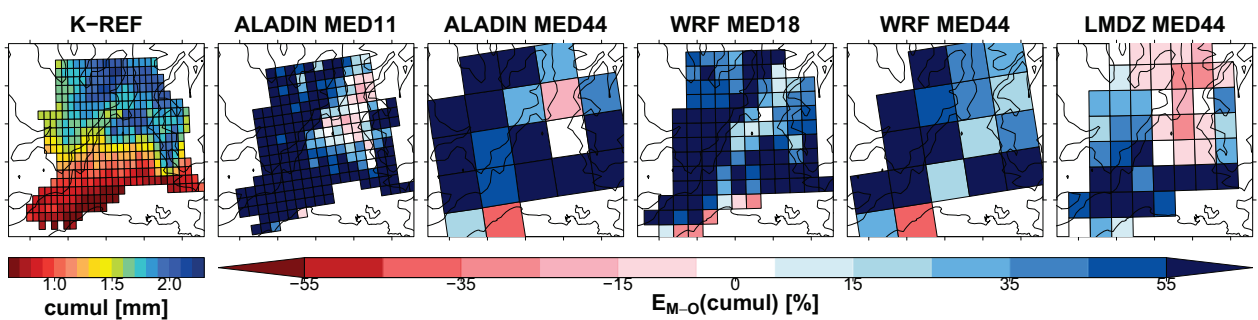 K-REF ALADIN MED11 ALADIN MED44 WRF MED18 WRF MED44 LMDZ MED44
1.0 1.5 2.0 −55 −35 −15 0 15 35 55
cumul [mm] E_M−O(cumul) [%]